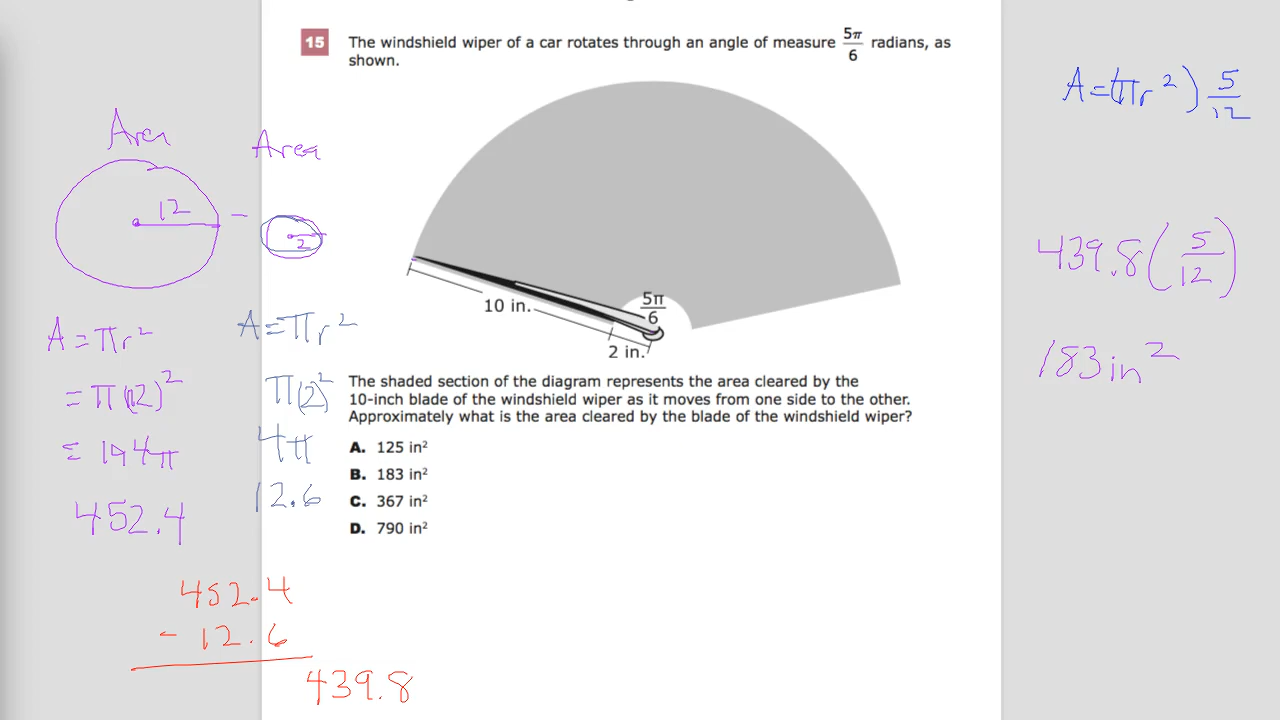 15 The windshield wiper of a car rotates through an angle of measure 5π/6 radians, as
shown.
A=(πr²) 5/12
Area
Area
12
-
2
439.8(5/12)
5π/6
10 in.
2 in.
A=πr²
A=πr²
183in²
=π(12)²
π(2)²
The shaded section of the diagram represents the area cleared by the
10-inch blade of the windshield wiper as it moves from one side to the other.
Approximately what is the area cleared by the blade of the windshield wiper?
= 144π
4π
A. 125 in²
B. 183 in²
C. 367 in²
D. 790 in²
452.4
12.6
452.4
- 12.6
439.8